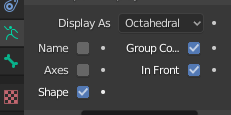 Display As Octahedral
Name Group Co...
Axes In Front
Shape